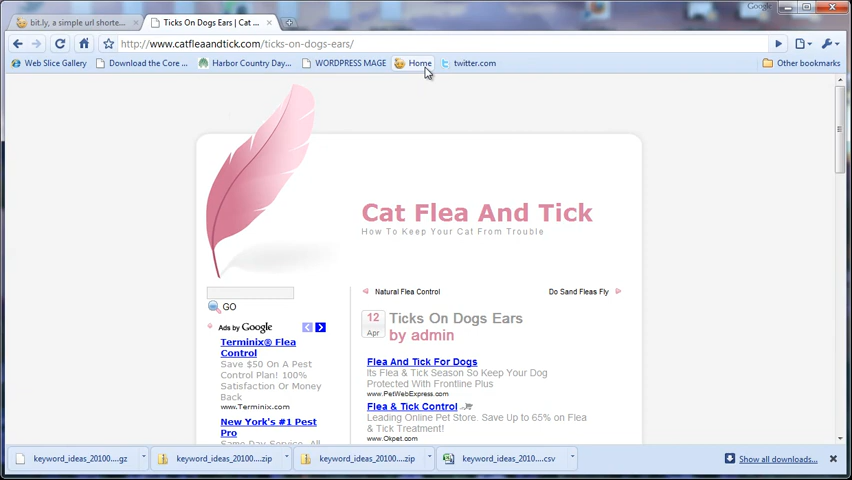 Google
bit.ly, a simple url shorte...
Ticks On Dogs Ears | Cat ...
http://www.catfleaandtick.com/ticks-on-dogs-ears/
Web Slice Gallery
Download the Core ...
Harbor Country Day...
WORDPRESS MAGE
Home
twitter.com
Other bookmarks
Cat Flea And Tick
How To Keep Your Cat From Trouble
Natural Flea Control
Do Sand Fleas Fly
GO
12
Apr
Ticks On Dogs Ears
by admin
Ads by Google
Terminix® Flea
Control
Save $50 On A Pest
Control Plan! 100%
Satisfaction Or Money
Back
www.Terminix.com
New York's #1 Pest
Pro
Same-Day Service. All
Flea And Tick For Dogs
Its Flea & Tick Season So Keep Your Dog
Protected With Frontline Plus
www.PetWebExpress.com
Flea & Tick Control
Leading Online Pet Store. Save Up to 65% on Flea
& Tick Treatment!
www.Okpet.com
keyword_ideas_20100....gz
keyword_ideas_20100....zip
keyword_ideas_20100....zip
keyword_ideas_2010....csv
Show all downloads...